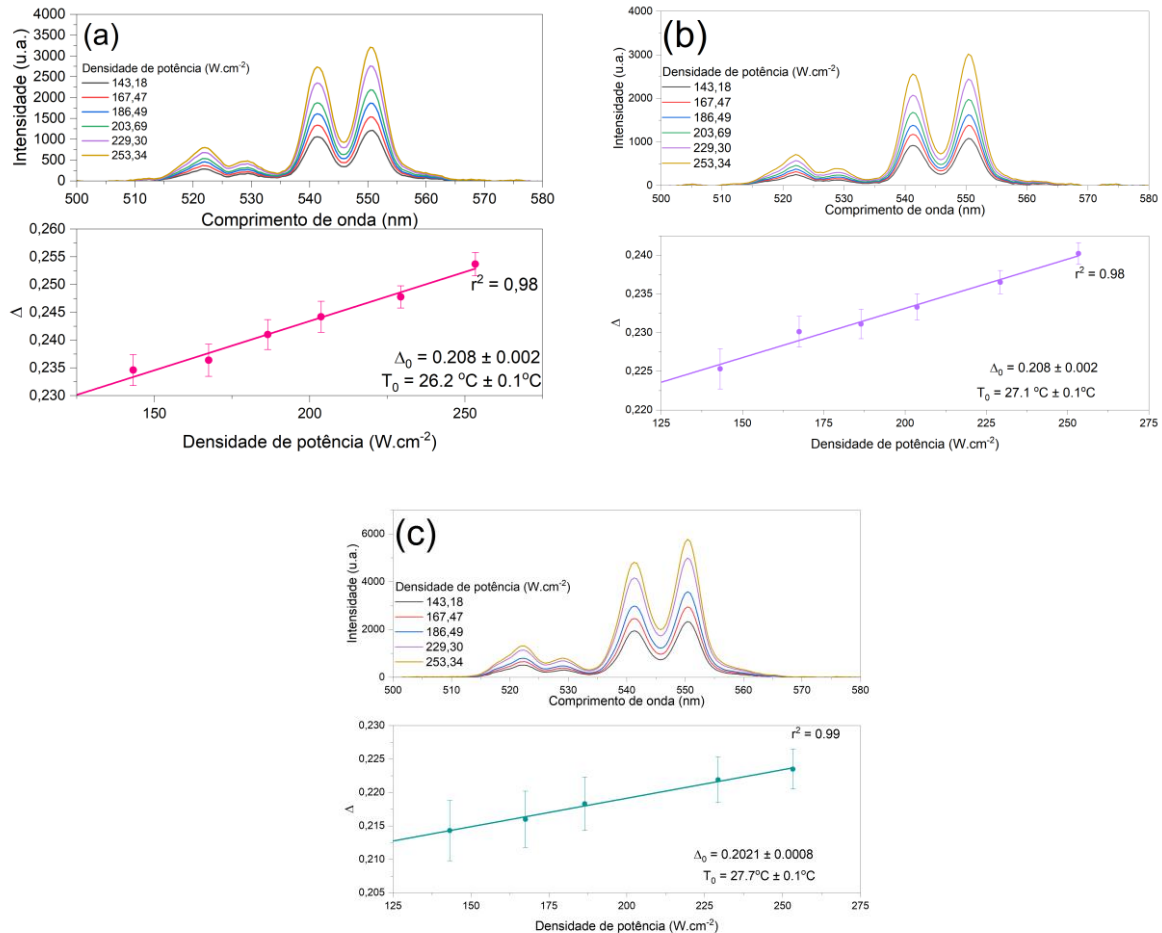 (a)
Intensidade (u.a.)
4000
3500
3000
2500
2000
1500
1000
500
0
Densidade de potência (W.cm-2)
143,18
167,47
186,49
203,69
229,30
253,34
500 510 520 530 540 550 560 570 580
Comprimento de onda (nm)
0,260
0,255
0,250
0,245
0,240
0,235
0,230
Δ
r² = 0,98
Δ₀ = 0.208 ± 0.002
T₀ = 26.2 °C ± 0.1°C
150 200 250
Densidade de potência (W.cm-2)
(b)
Intensidade (u.a.)
4000
3000
2000
1000
0
Densidade de potência (W.cm-2)
143,18
167,47
186,49
203,69
229,30
253,34
500 510 520 530 540 550 560 570 580
Comprimento de onda (nm)
0,240
0,235
0,230
0,225
0,220
Δ
r² = 0.98
Δ₀ = 0.208 ± 0.002
T₀ = 27.1 °C ± 0.1°C
125 150 175 200 225 250 275
Densidade de potência (W.cm-2)
(c)
Intensidade (u.a.)
6000
4000
2000
0
Densidade de potência (W.cm-2)
143,18
167,47
186,49
229,30
253,34
500 510 520 530 540 550 560 570 580
Comprimento de onda (nm)
0,230
0,225
0,220
0,215
0,210
0,205
Δ
r² = 0.99
Δ₀ = 0.2021 ± 0.0008
T₀ = 27.7°C ± 0.1°C
125 150 175 200 225 250 275
Densidade de potência (W.cm-2)